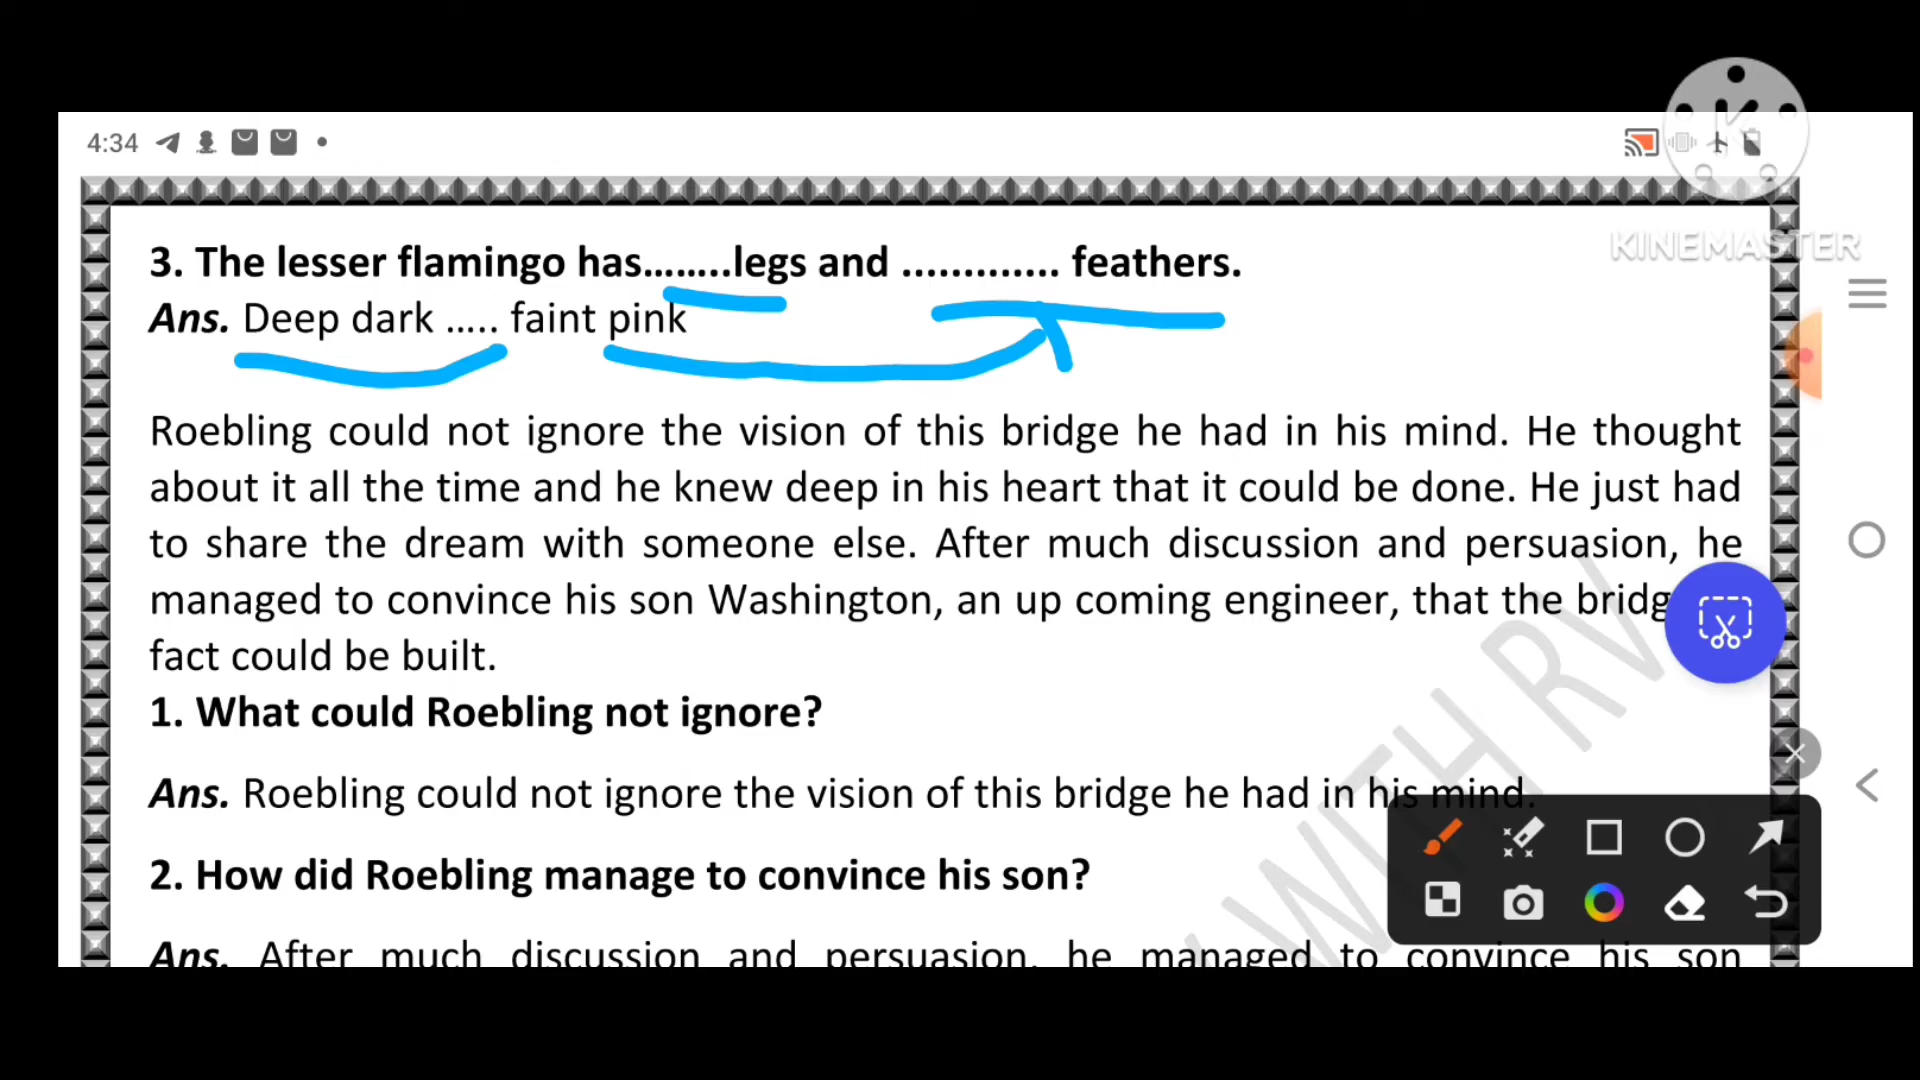 4:34
KINEMASTER
3. The lesser flamingo has........legs and ............. feathers.
Ans. Deep dark ..... faint pink
Roebling could not ignore the vision of this bridge he had in his mind. He thought
about it all the time and he knew deep in his heart that it could be done. He just had
to share the dream with someone else. After much discussion and persuasion, he
managed to convince his son Washington, an up coming engineer, that the
fact could be built.
1. What could Roebling not ignore?
Ans. Roebling could not ignore the vision of this bridge he had in his mind.
2. How did Roebling manage to convince his son?
Ans. After much discussion and persuasion, he managed to convince his son
WITH RV